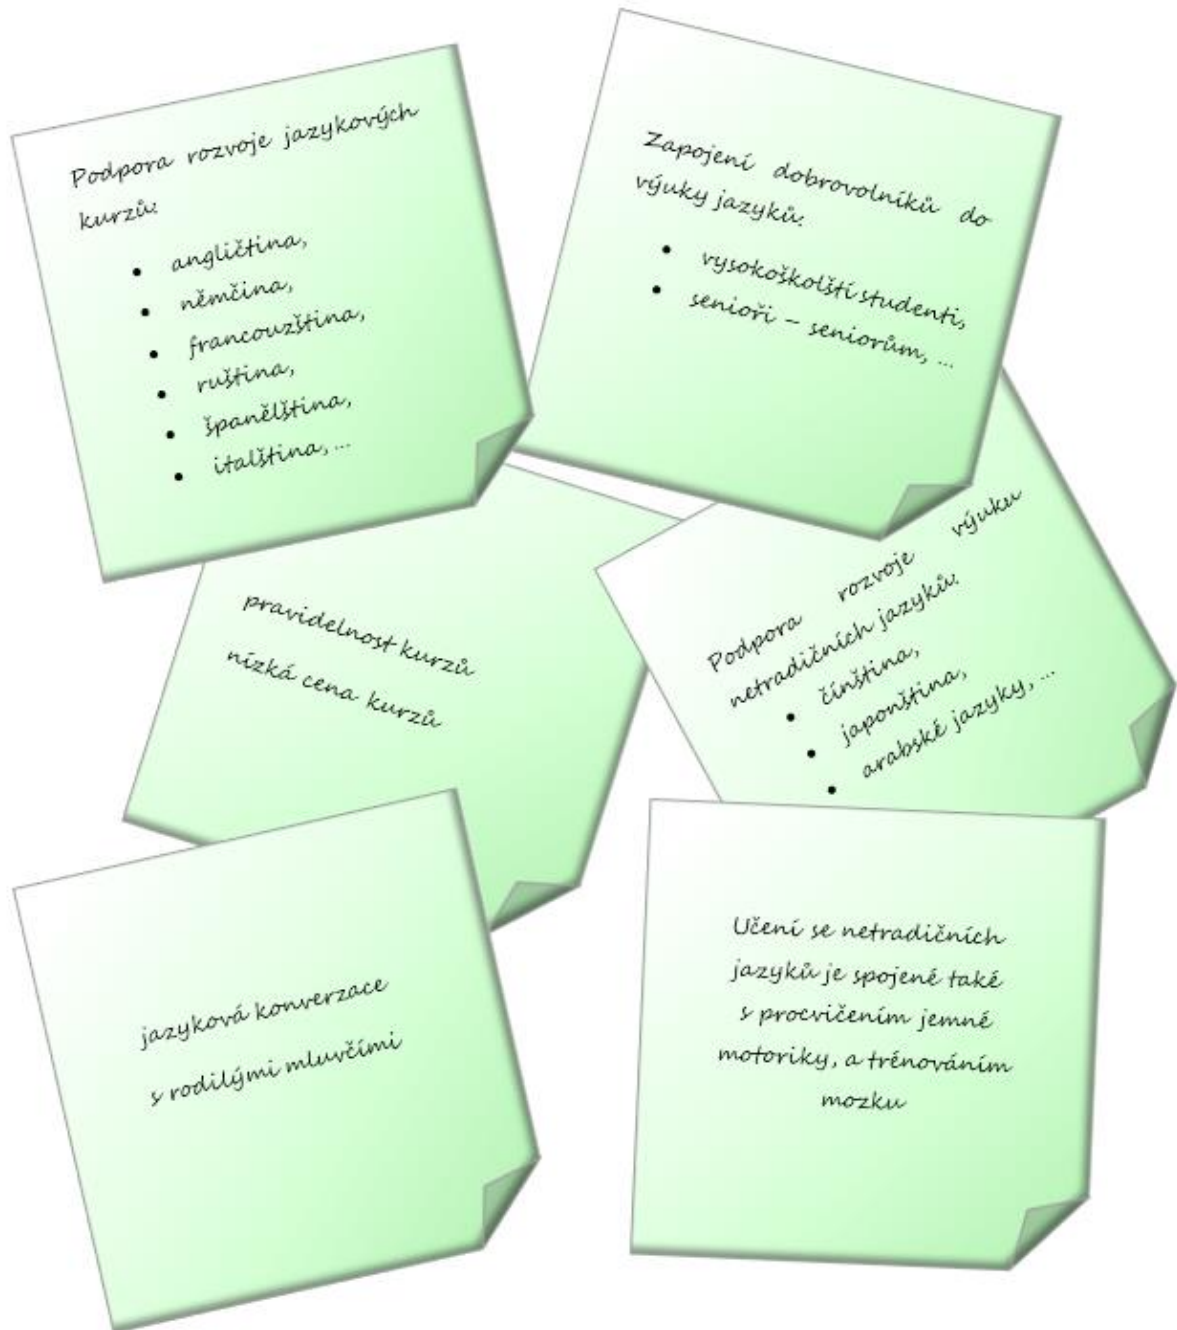 Podpora rozvoje jazykových
kurzů:
• angličtina,
• němčina,
• francouzština,
• ruština,
• španělština,
• italština, ...
Zapojení dobrovolníků do
výuky jazyků:
• vysokoškolští studenti,
• senioři – seniorům, ...
pravidelnost kurzů
nízká cena kurzů
Podpora rozvoje výuku
netradičních jazyků:
• čínština,
• japonština,
• arabské jazyky, ...
jazyková konverzace
s rodilými mluvčími
Učení se netradičních
jazyků je spojené také
s procvičením jemné
motoriky, a trénováním
mozku